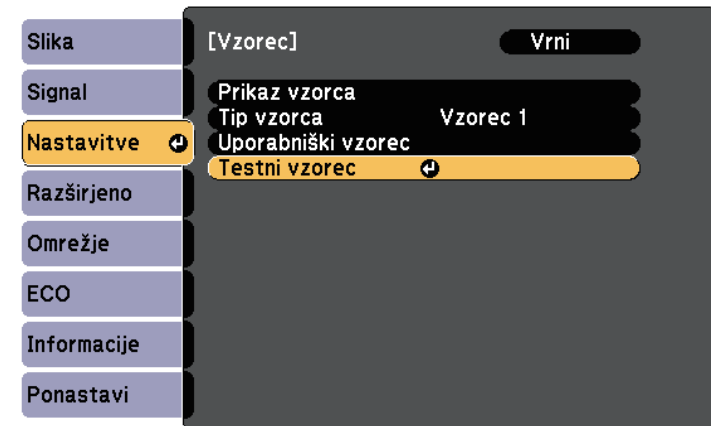 Slika
Signal
Nastavitve
Razširjeno
Omrežje
ECO
Informacije
Ponastavi
[Vzorec] Vrni
Prikaz vzorca
Tip vzorca Vzorec 1
Uporabniški vzorec
Testni vzorec